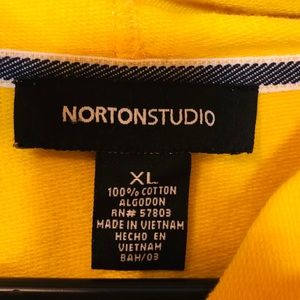 NORTONSTUDIO
XL
100% COTTON
ALGODON
RN# 57803
MADE IN VIETNAM
HECHO EN
VIETNAM
BAH/03